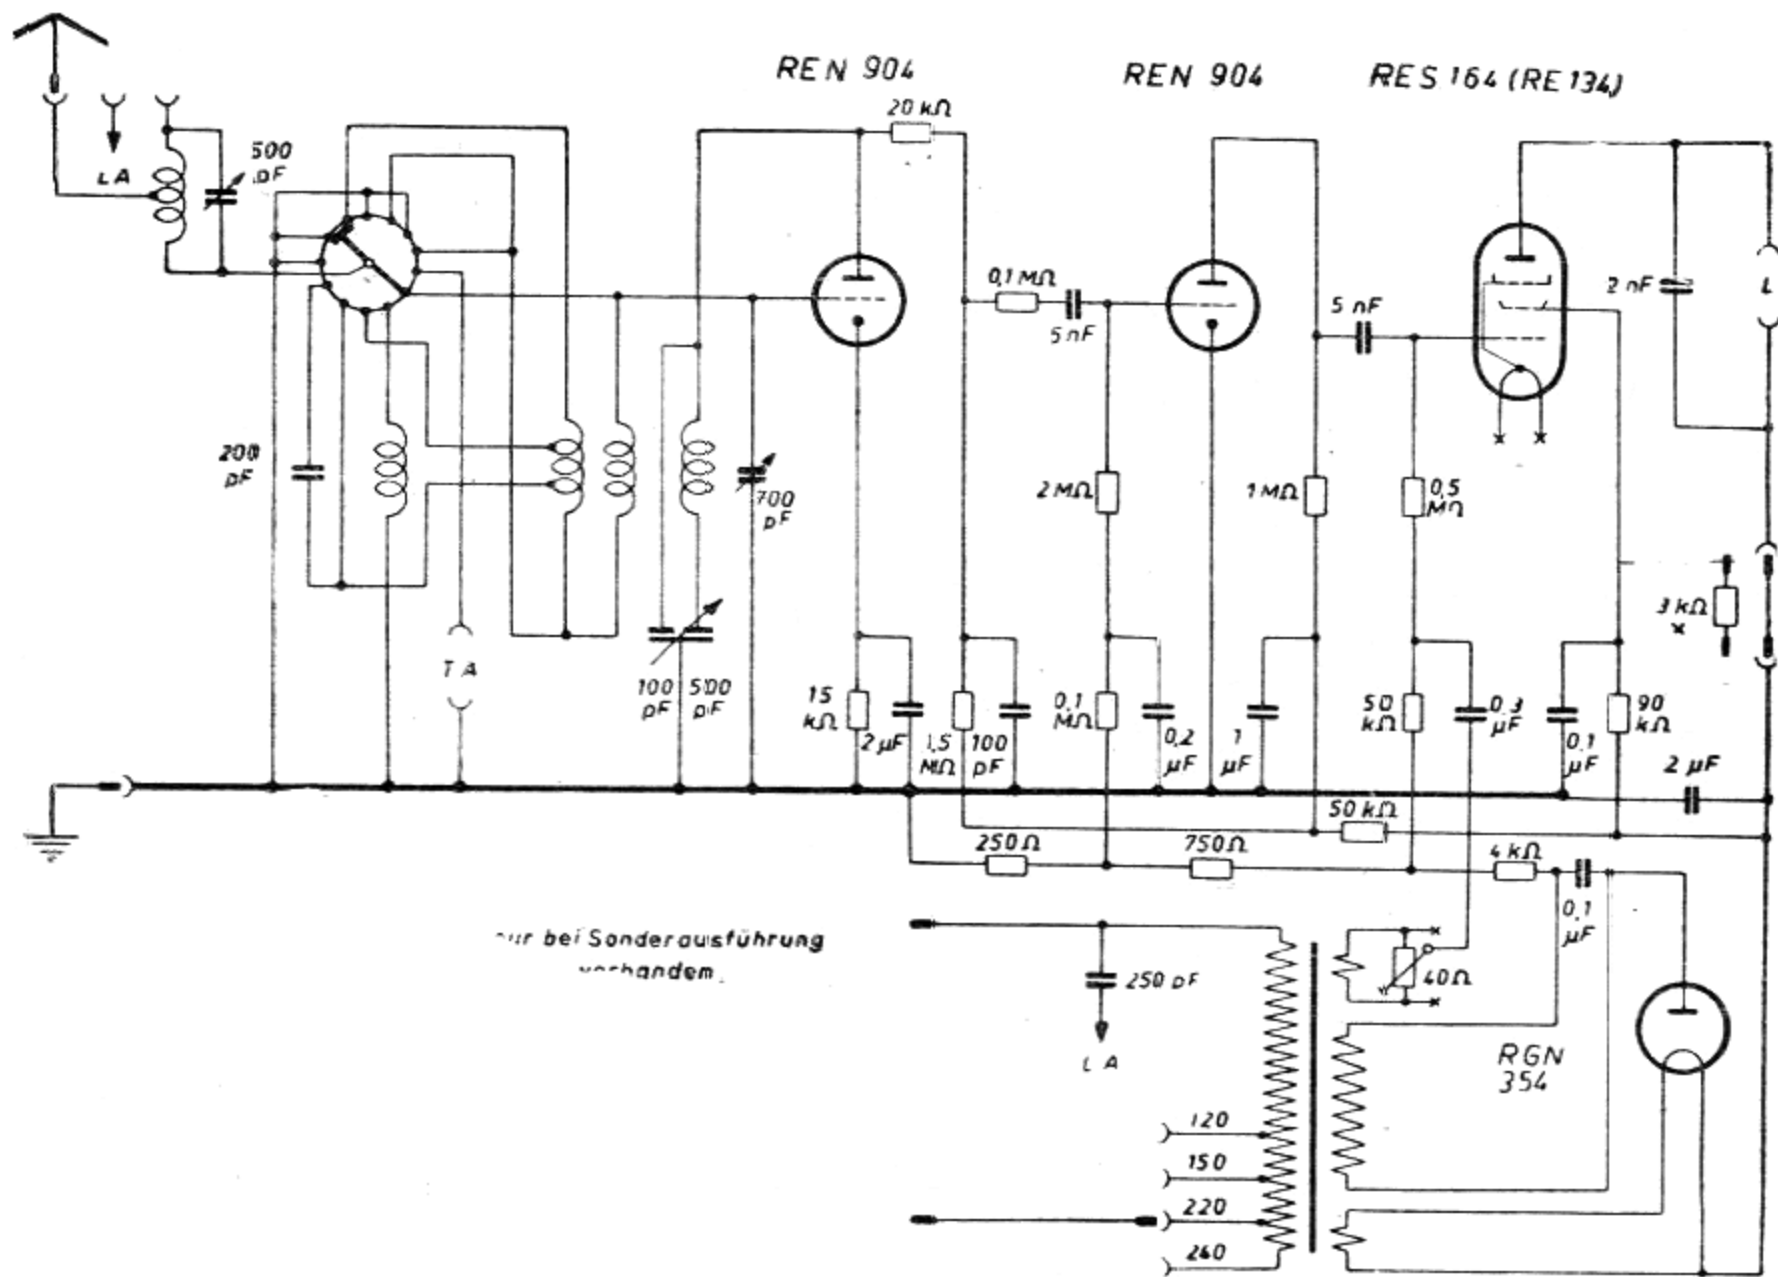 REN 904
REN 904
RES 164 (RE 134)
20 kΩ
500
pF
LA
0,1 MΩ
5 nF
5 nF
2 nF
L
200
pF
700
pF
2 MΩ
1 MΩ
0,5
MΩ
3 kΩ
×
TA
100
pF
500
pF
15
kΩ
2 µF
1,5
MΩ
100
pF
0,1
MΩ
0,2
µF
1
µF
50
kΩ
0,3
µF
0,1
µF
90
kΩ
2 µF
50 kΩ
250 Ω
750 Ω
4 kΩ
0,1
µF
bei Sonderausführung
250 pF
40 Ω
LA
RGN
354
120
150
220
240